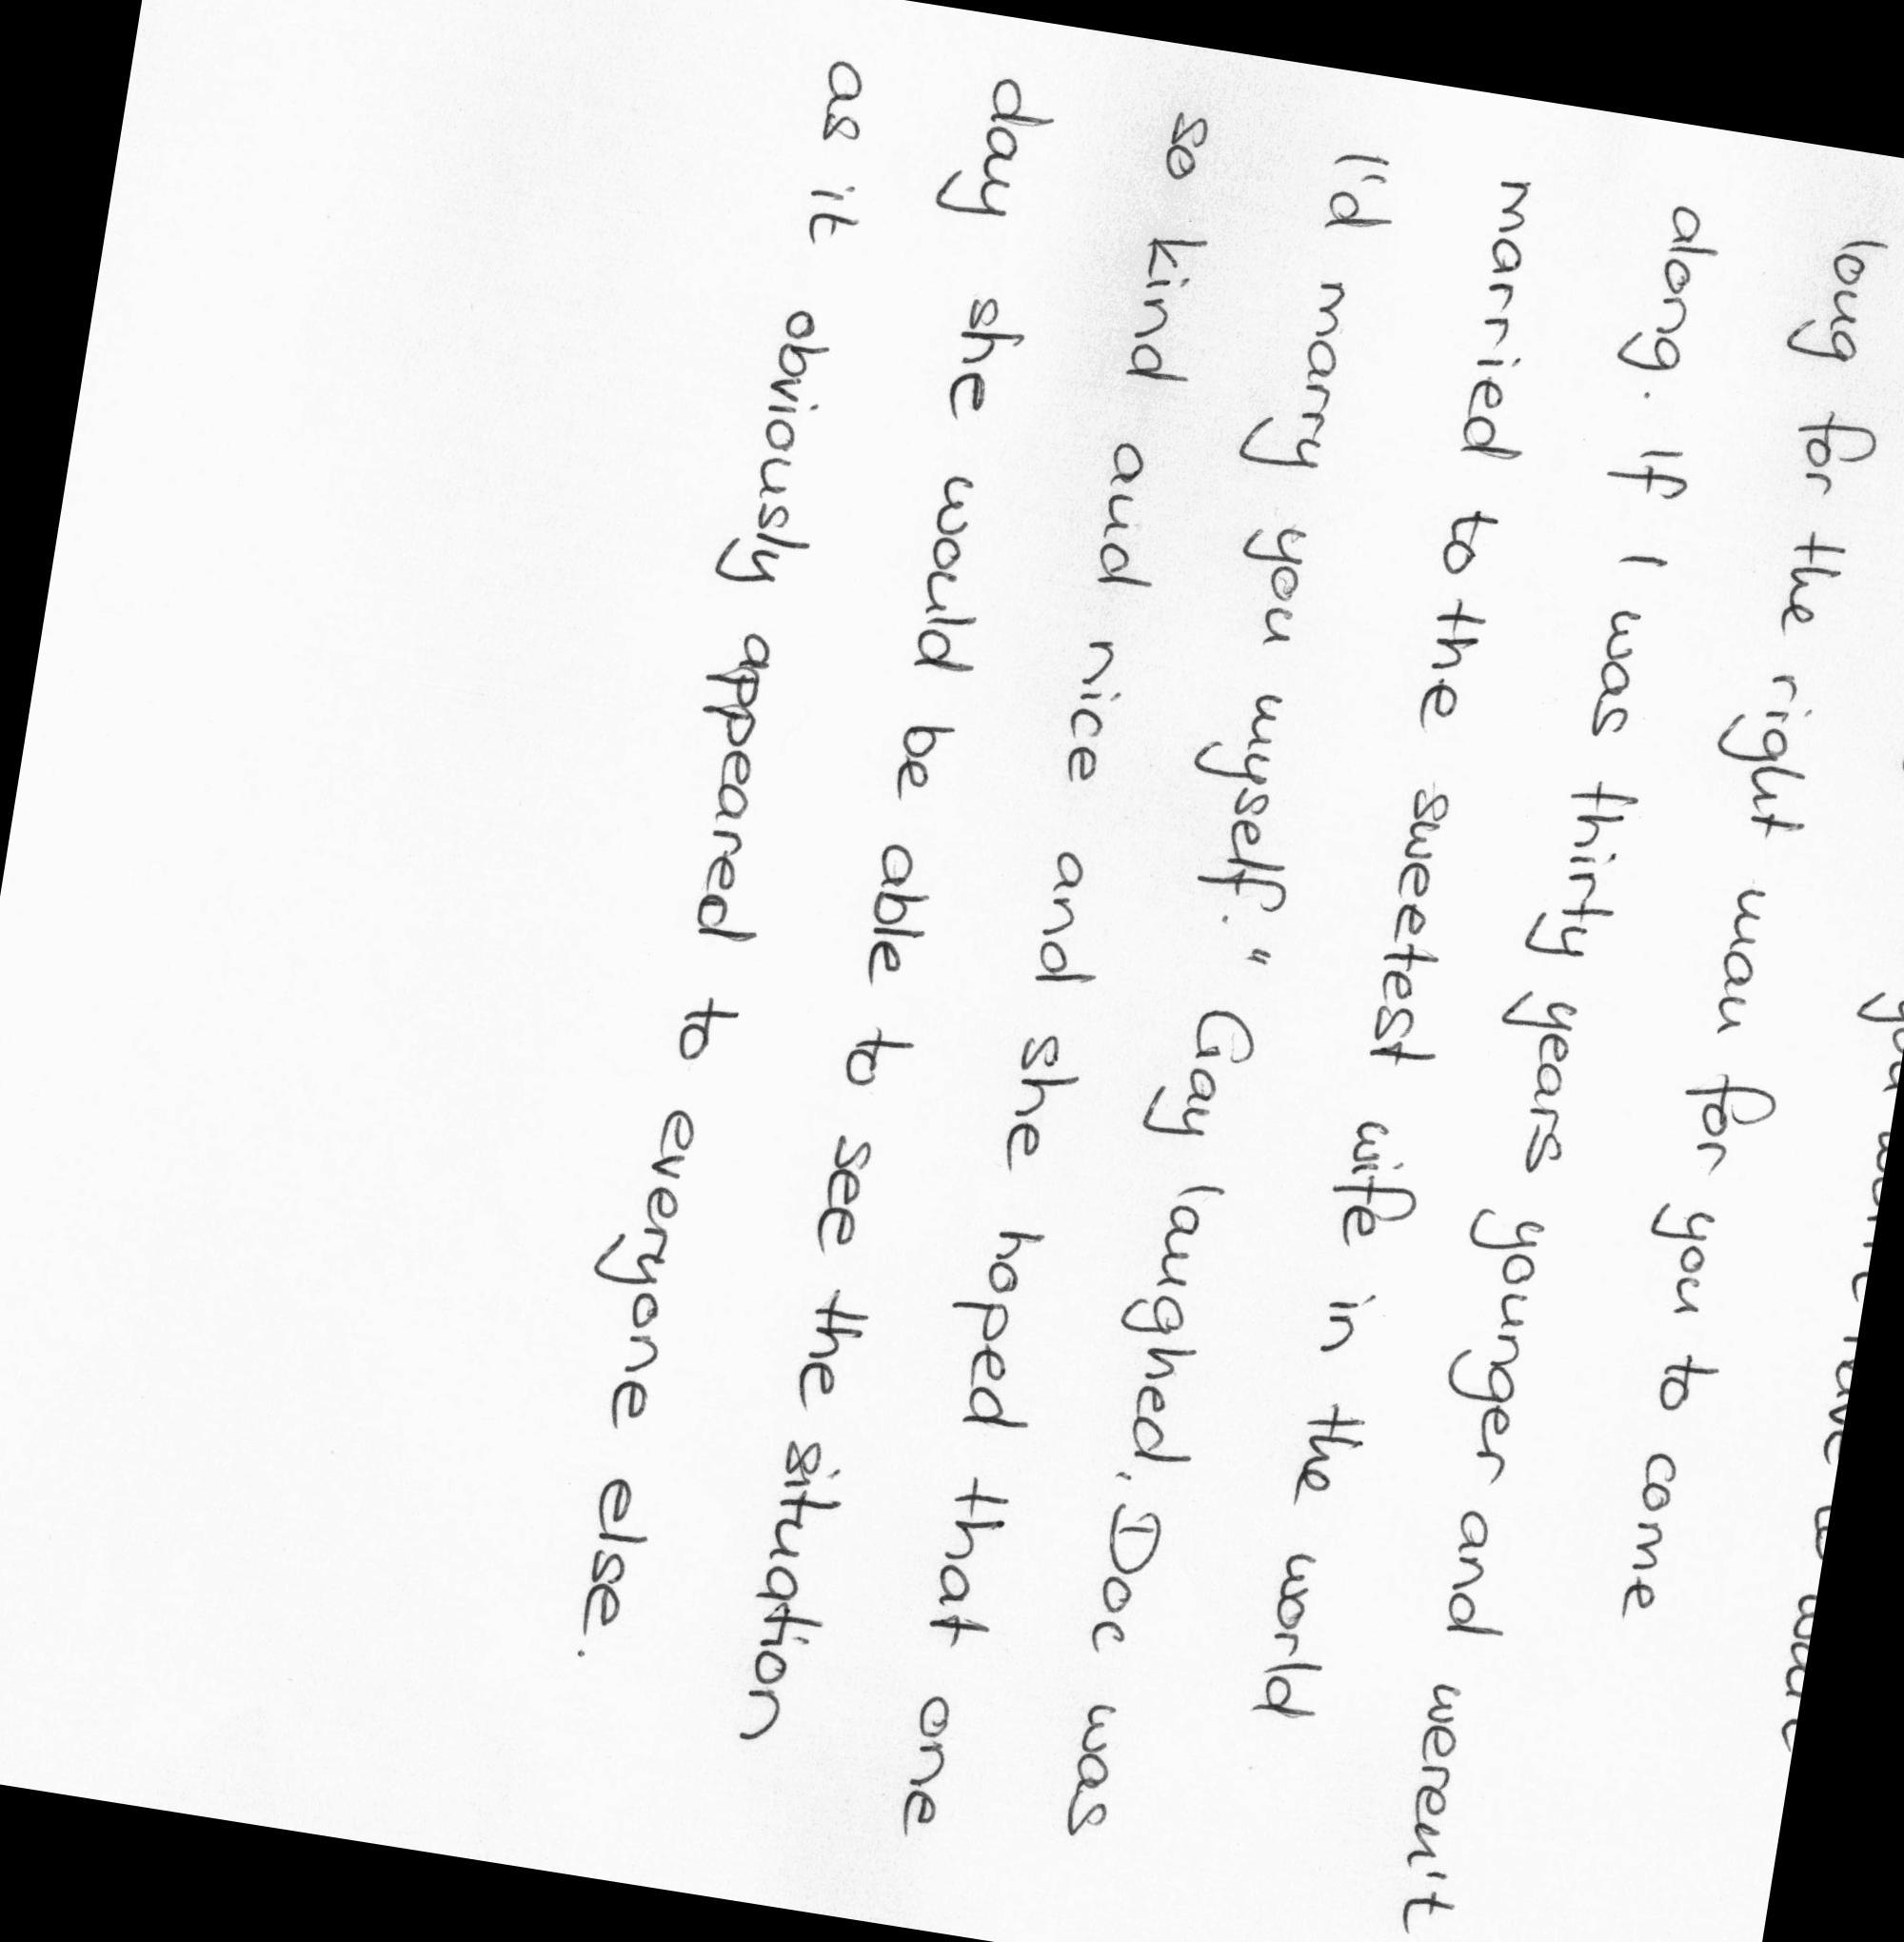 you won't have to wait
long for the right man for you to come
along. If I was thirty years younger and weren't
married to the sweetest wife in the world
I'd marry you myself." Gay laughed. Doc was
so kind and nice and she hoped that one
day she would be able to see the situation
as it obviously appeared to everyone else.